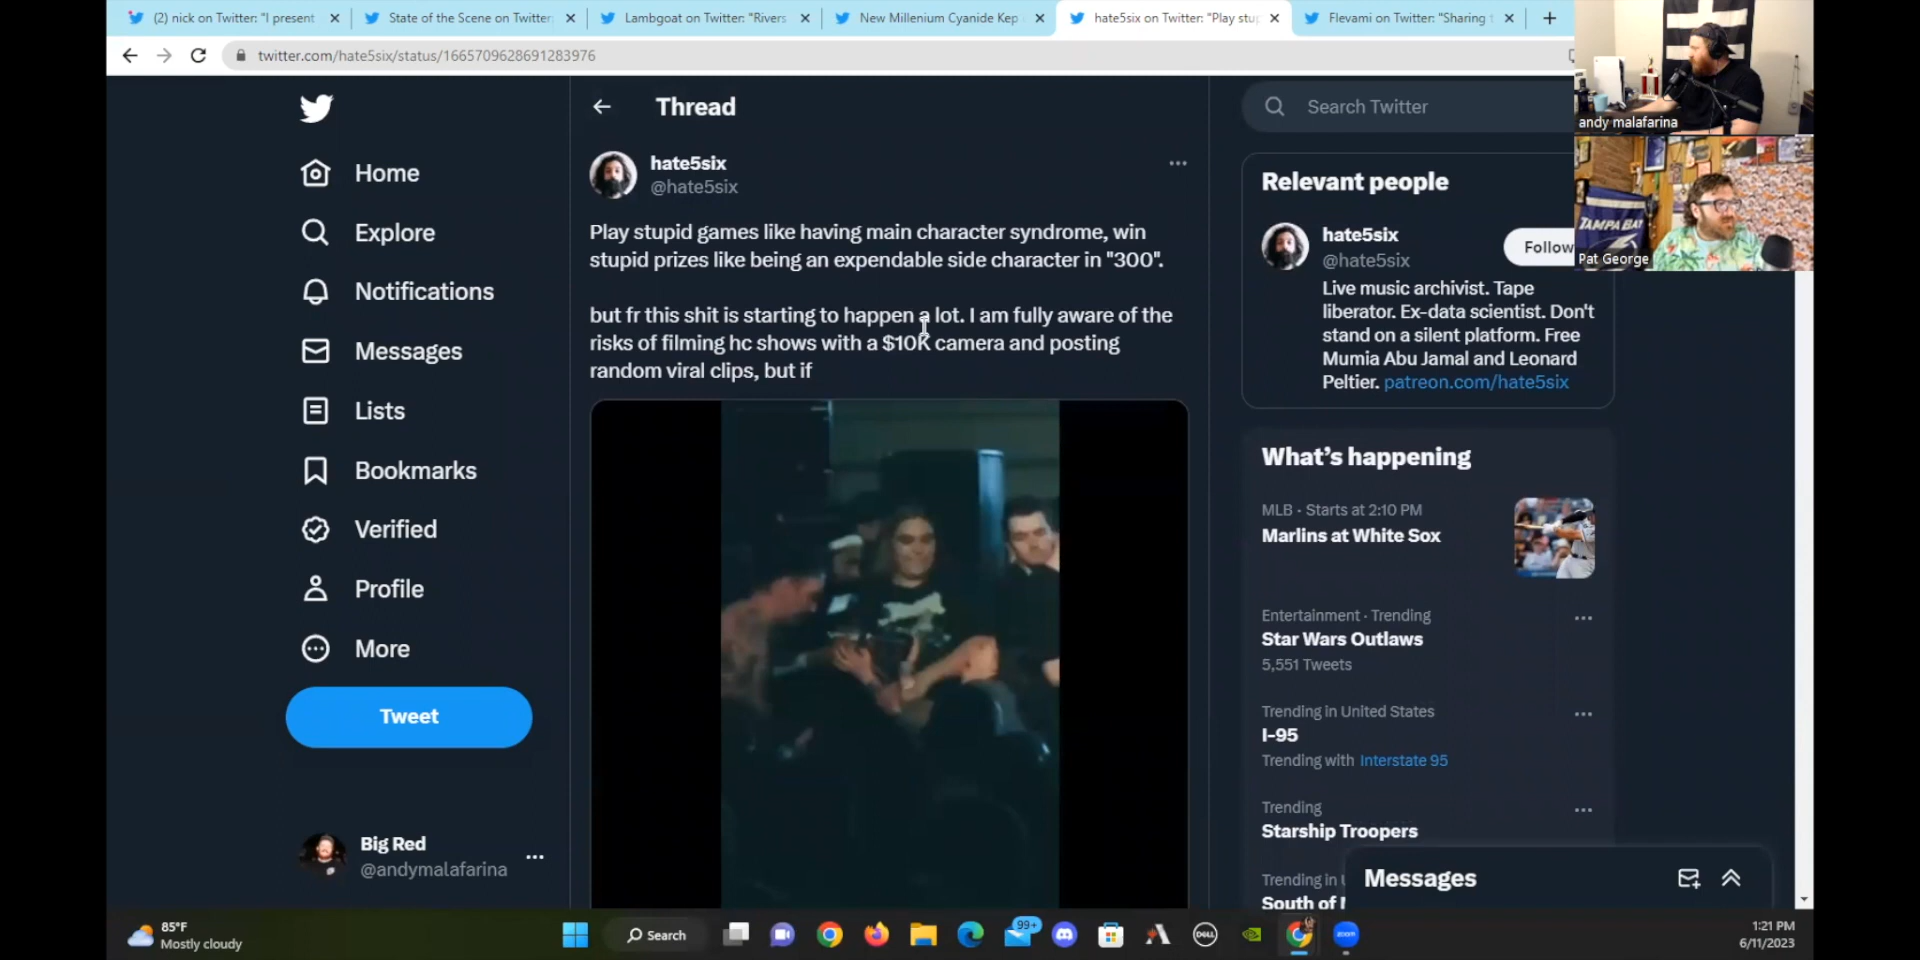 (2) nick on Twitter: "I present
State of the Scene on Twitter
Lambgoat on Twitter: "Rivers
New Millenium Cyanide Kep
hate5six on Twitter: "Play stu
Flevami on Twitter: "Sharing t
twitter.com/hate5six/status/1665709628691283976
Home
Explore
Notifications
Messages
Lists
Bookmarks
Verified
Profile
More
Tweet
Big Red
@andymalafarina
Thread
hate5six
@hate5six
Play stupid games like having main character syndrome, win
stupid prizes like being an expendable side character in "300".
but fr this shit is starting to happen a lot. I am fully aware of the
risks of filming hc shows with a $10K camera and posting
random viral clips, but if
Search Twitter
Relevant people
hate5six
@hate5six
Follow
Live music archivist. Tape
liberator. Ex-data scientist. Don't
stand on a silent platform. Free
Mumia Abu Jamal and Leonard
Peltier. patreon.com/hate5six
What's happening
MLB · Starts at 2:10 PM
Marlins at White Sox
Entertainment · Trending
Star Wars Outlaws
5,551 Tweets
Trending in United States
I-95
Trending with Interstate 95
Trending
Starship Troopers
Trending in
South of
Messages
andy malafarina
TAMPA BAY
Pat George
85°F
Mostly cloudy
Search
99+
DELL
zoom
1:21 PM
6/11/2023